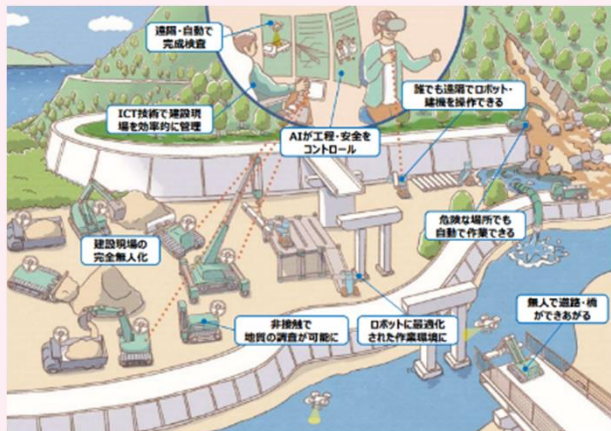 遠隔・自動で
完成検査
ICT技術で建設現
場を効率的に管理
AIが工程・安全を
コントロール
誰でも遠隔でロボット・
建機を操作できる
危険な場所でも
自動で作業できる
建設現場の
完全無人化
非接触で
地質の調査が可能に
ロボットに最適化
された作業環境に
無人で道路・橋
ができあがる